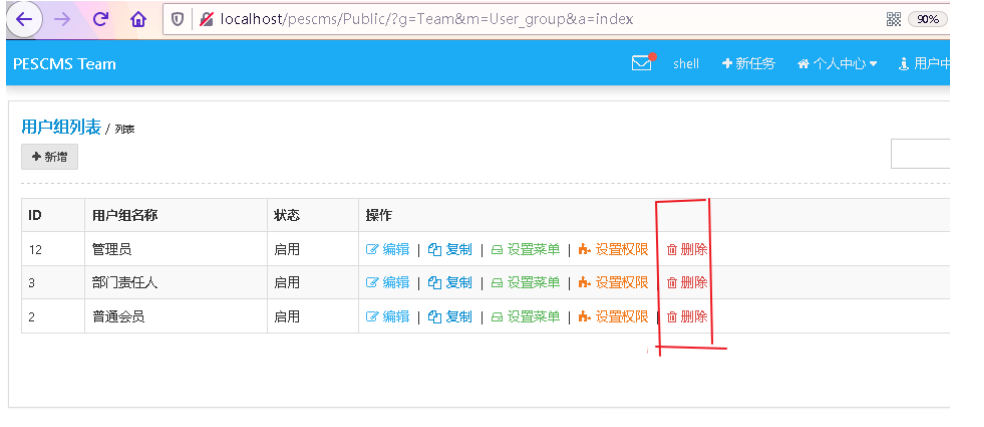 localhost/pescms/Public/?g=Team&m=User_group&a=index 90%
PESCMS Team shell 新任务 个人中心 用户中
用户组列表 / 列表
新增
ID 用户组名称 状态 操作
12 管理员 启用 编辑 | 复制 | 设置菜单 | 设置权限 删除
3 部门责任人 启用 编辑 | 复制 | 设置菜单 | 设置权限 删除
2 普通会员 启用 编辑 | 复制 | 设置菜单 | 设置权限 | 删除